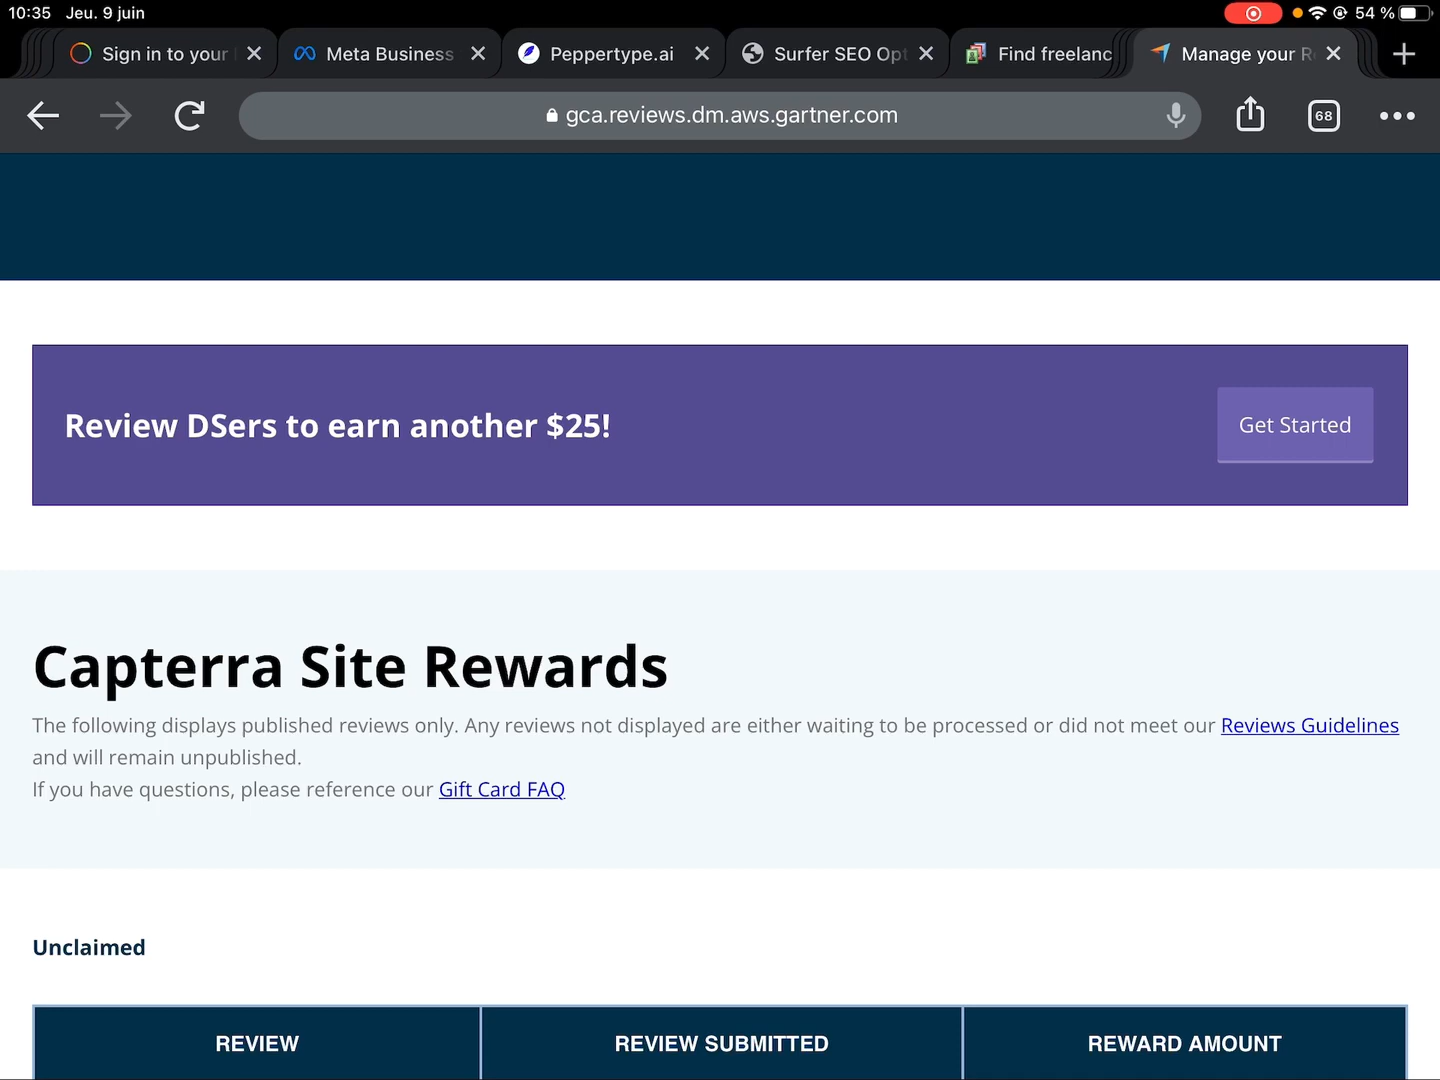 10:35 Jeu. 9 juin 54 %
Sign in to your Meta Business Peppertype.ai Surfer SEO Opt Find freelanc Manage your Re
gca.reviews.dm.aws.gartner.com 68
Review DSers to earn another $25!
Get Started
Capterra Site Rewards
The following displays published reviews only. Any reviews not displayed are either waiting to be processed or did not meet our Reviews Guidelines
and will remain unpublished.
If you have questions, please reference our Gift Card FAQ
Unclaimed
REVIEW REVIEW SUBMITTED REWARD AMOUNT